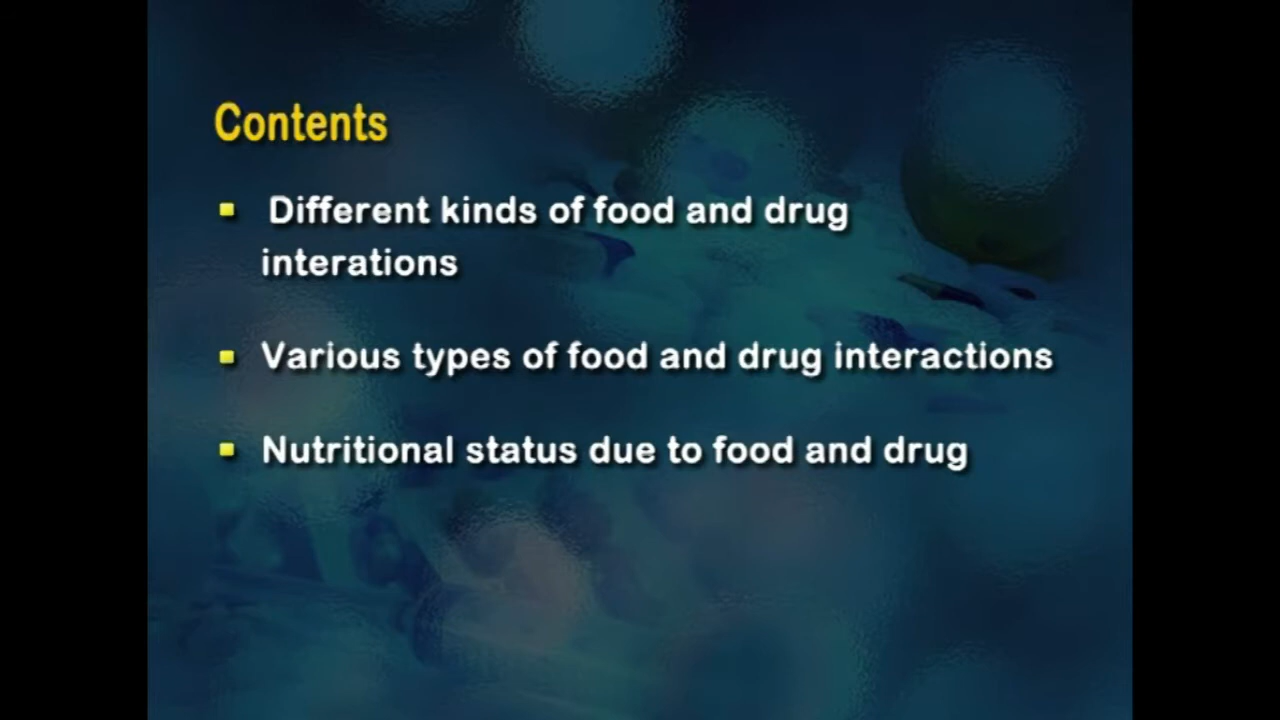 Contents
Different kinds of food and drug
interations
Various types of food and drug interactions
Nutritional status due to food and drug